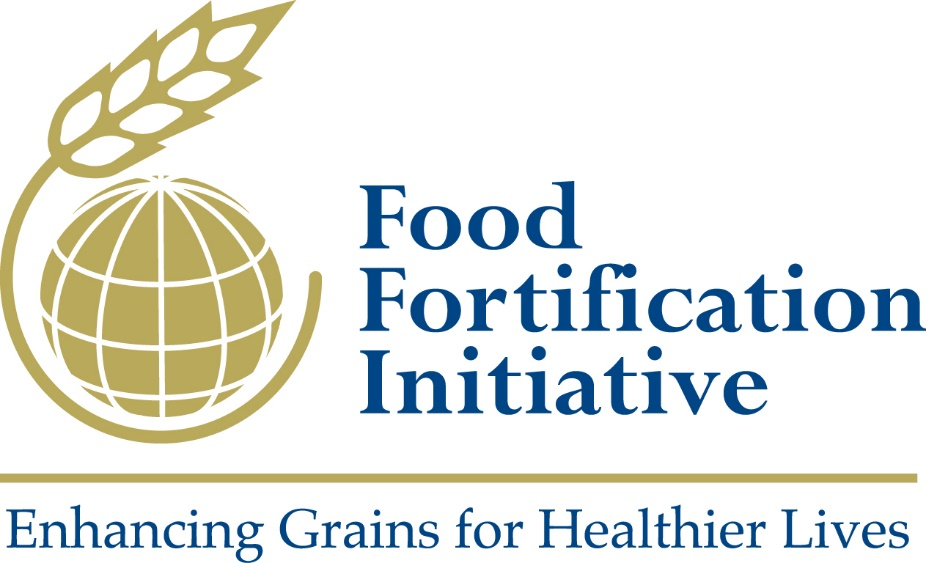 Food
Fortification
Initiative
Enhancing Grains for Healthier Lives